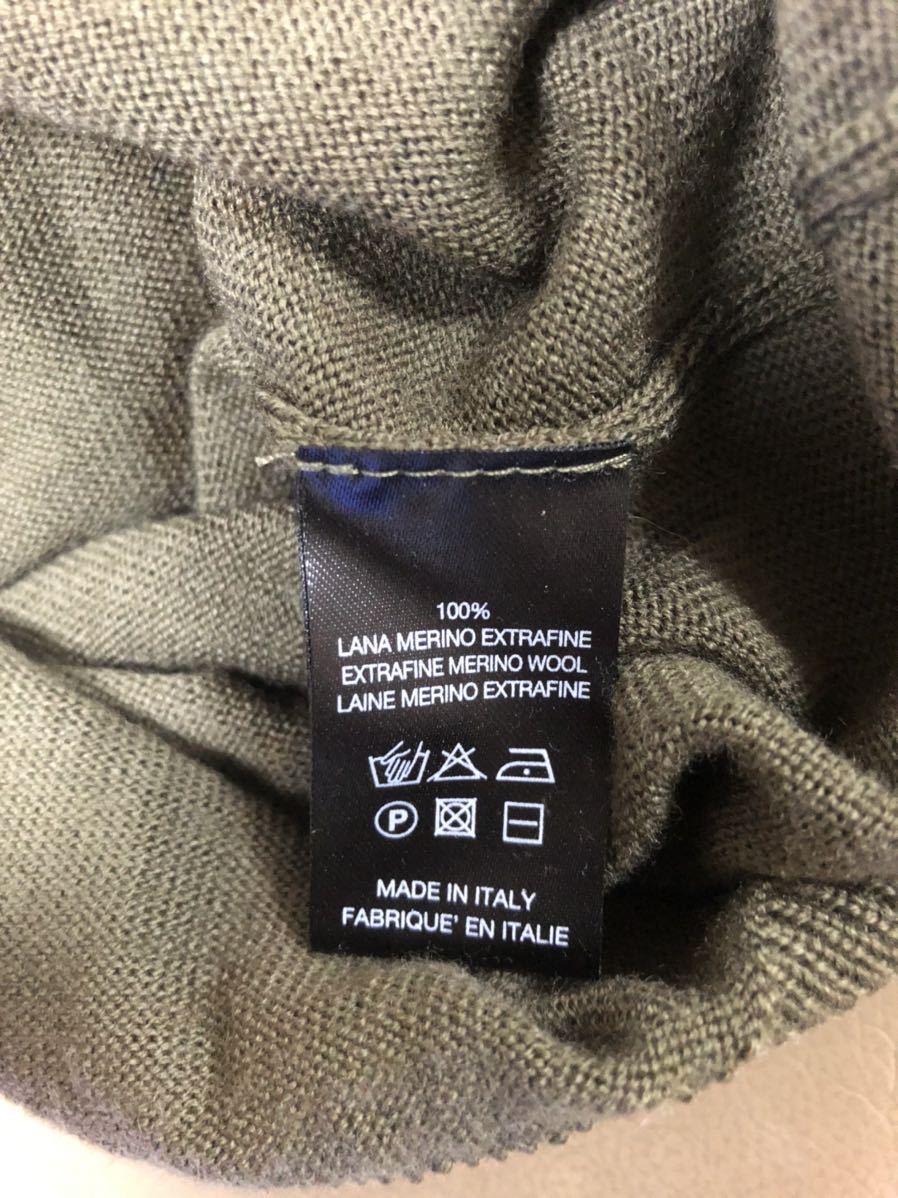 100%
LANA MERINO EXTRAFINE
EXTRAFINE MERINO WOOL
LAINE MERINO EXTRAFINE
P
MADE IN ITALY
FABRIQUE' EN ITALIE